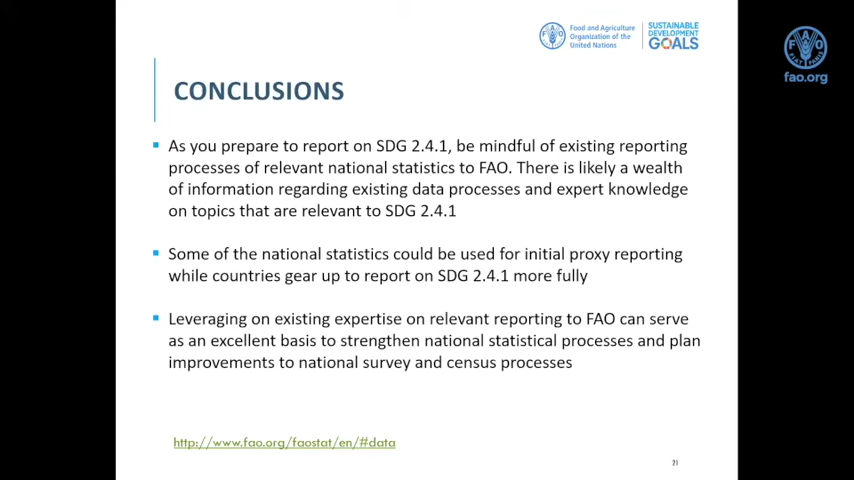 Food and Agriculture
Organization of the
United Nations
SUSTAINABLE
DEVELOPMENT
GOALS
fao.org
CONCLUSIONS
As you prepare to report on SDG 2.4.1, be mindful of existing reporting
processes of relevant national statistics to FAO. There is likely a wealth
of information regarding existing data processes and expert knowledge
on topics that are relevant to SDG 2.4.1
Some of the national statistics could be used for initial proxy reporting
while countries gear up to report on SDG 2.4.1 more fully
Leveraging on existing expertise on relevant reporting to FAO can serve
as an excellent basis to strengthen national statistical processes and plan
improvements to national survey and census processes
http://www.fao.org/faostat/en/#data
21